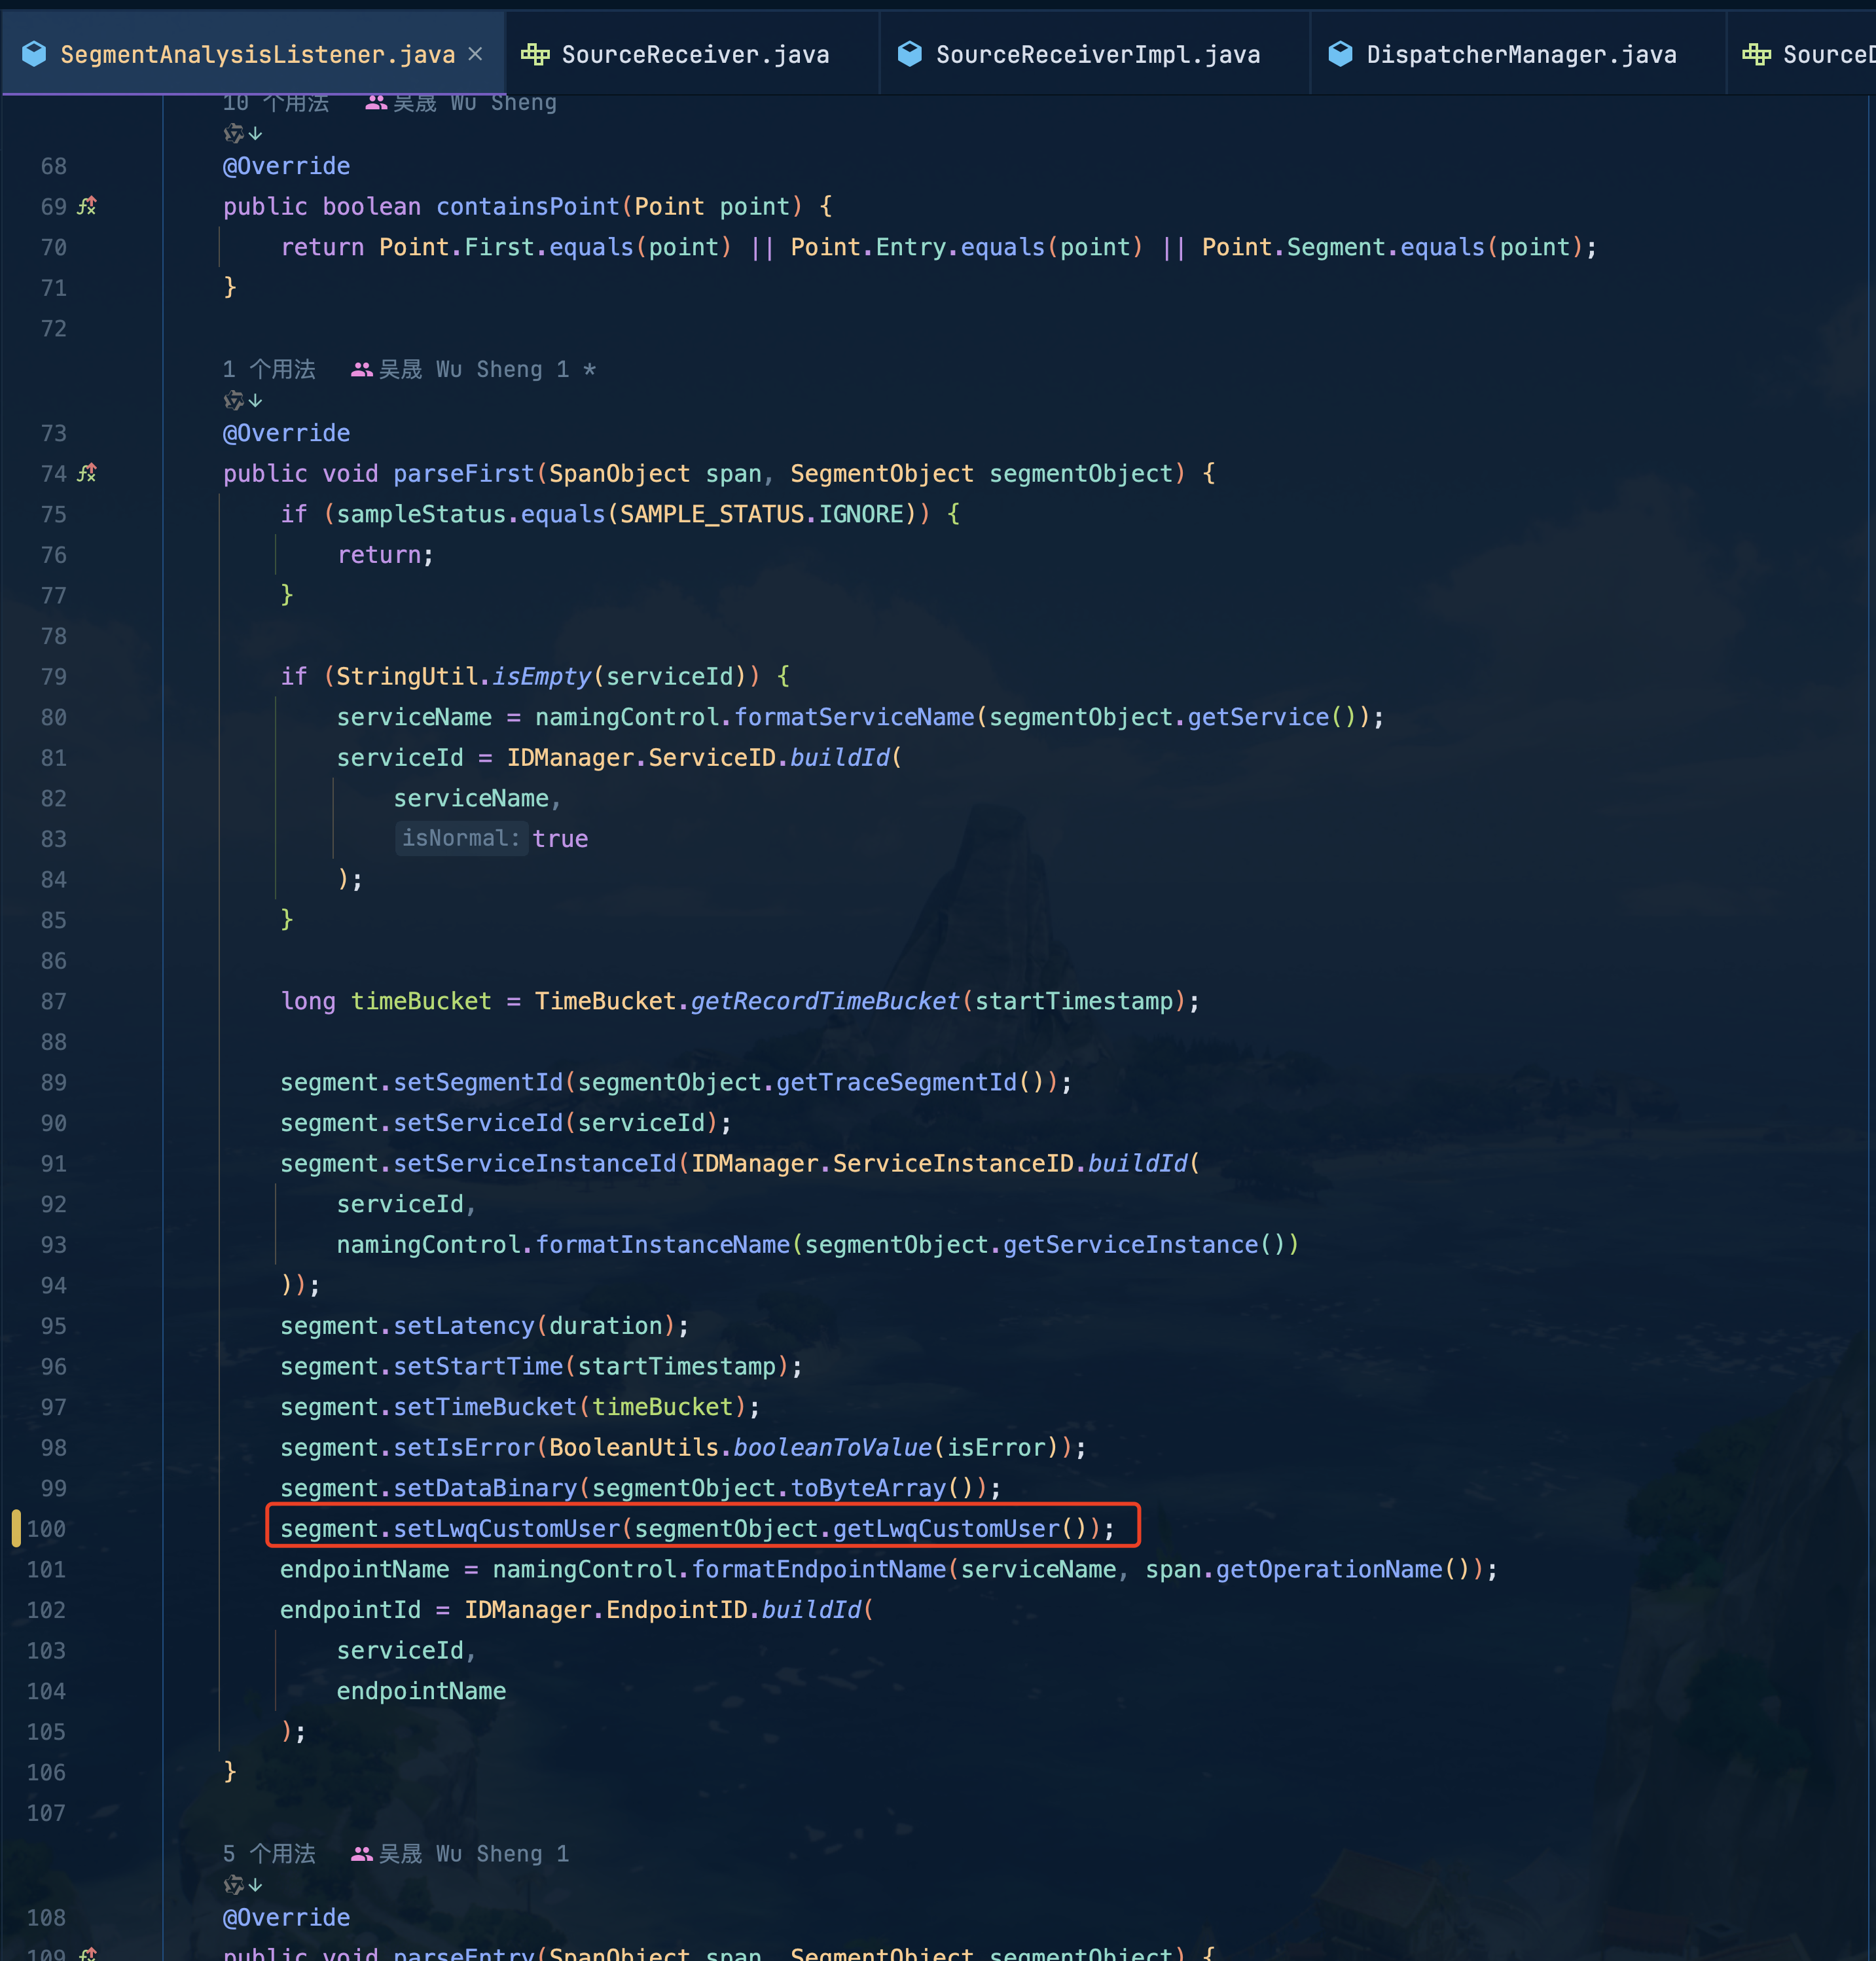 SegmentAnalysisListener.java × SourceReceiver.java SourceReceiverImpl.java DispatcherManager.java
10 个用法 吴晟 Wu Sheng
68 @Override
69 public boolean containsPoint(Point point) {
70 return Point.First.equals(point) || Point.Entry.equals(point) || Point.Segment.equals(point);
71 }
72
1 个用法 吴晟 Wu Sheng 1 *
73 @Override
74 public void parseFirst(SpanObject span, SegmentObject segmentObject) {
75 if (sampleStatus.equals(SAMPLE_STATUS.IGNORE)) {
76 return;
77 }
78
79 if (StringUtil.isEmpty(serviceId)) {
80 serviceName = namingControl.formatServiceName(segmentObject.getService());
81 serviceId = IDManager.ServiceID.buildId(
82 serviceName,
83 isNormal: true
84 );
85 }
86
87 long timeBucket = TimeBucket.getRecordTimeBucket(startTimestamp);
88
89 segment.setSegmentId(segmentObject.getTraceSegmentId());
90 segment.setServiceId(serviceId);
91 segment.setServiceInstanceId(IDManager.ServiceInstanceID.buildId(
92 serviceId,
93 namingControl.formatInstanceName(segmentObject.getServiceInstance())
94 ));
95 segment.setLatency(duration);
96 segment.setStartTime(startTimestamp);
97 segment.setTimeBucket(timeBucket);
98 segment.setIsError(BooleanUtils.booleanToValue(isError));
99 segment.setDataBinary(segmentObject.toByteArray());
100 segment.setLwqCustomUser(segmentObject.getLwqCustomUser());
101 endpointName = namingControl.formatEndpointName(serviceName, span.getOperationName());
102 endpointId = IDManager.EndpointID.buildId(
103 serviceId,
104 endpointName
105 );
106 }
107
5 个用法 吴晟 Wu Sheng 1
108 @Override
109 public void parseEntry(SpanObject span, SegmentObject segmentObject) {